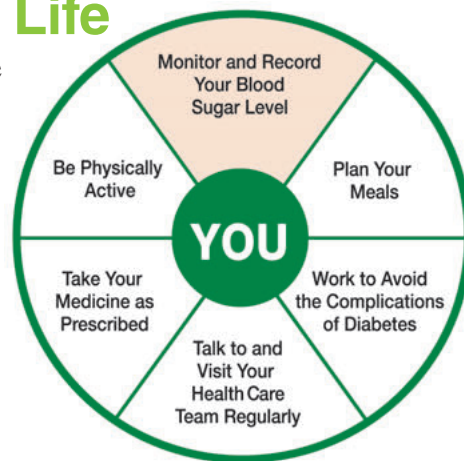 Life
c
Monitor and Record
Your Blood
Sugar Level
Plan Your
Meals
Work to Avoid
the Complications
of Diabetes
Talk to and
Visit Your
Health Care
Team Regularly
Take Your
Medicine as
Prescribed
Be Physically
Active
YOU